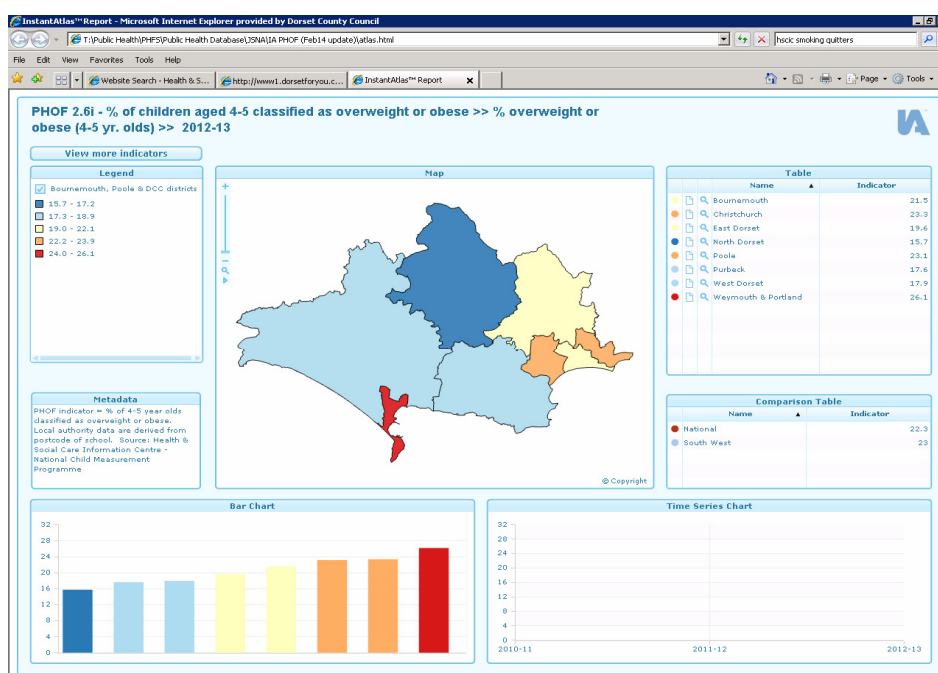 InstantAtlas™ Report - Microsoft Internet Explorer provided by Dorset County Council
T:\Public Health\PHFS\Public Health Database\JSNA\IA PHOF (Feb14 update)\atlas.html
hscic smoking quitters
File Edit View Favorites Tools Help
Website Search - Health & S...
http://www1.dorsetforyou.c...
InstantAtlas™ Report
Page
Tools
PHOF 2.6i - % of children aged 4-5 classified as overweight or obese >> % overweight or
obese (4-5 yr. olds) >> 2012-13
IA
View more indicators
Legend
Bournemouth, Poole & DCC districts
15.7 - 17.2
17.3 - 18.9
19.0 - 22.1
22.2 - 23.9
24.0 - 26.1
Map
© Copyright
Table
Name Indicator
Bournemouth 21.5
Christchurch 23.3
East Dorset 19.6
North Dorset 15.7
Poole 23.1
Purbeck 17.6
West Dorset 17.9
Weymouth & Portland 26.1
Metadata
PHOF indicator = % of 4-5 year olds
classified as overweight or obese.
Local authority data are derived from
postcode of school. Source: Health &
Social Care Information Centre -
National Child Measurement
Programme
Comparison Table
Name Indicator
National 22.3
South West 23
Bar Chart
32
28
24
20
16
12
8
4
0
Time Series Chart
32
28
24
20
16
12
8
4
0
2010-11 2011-12 2012-13